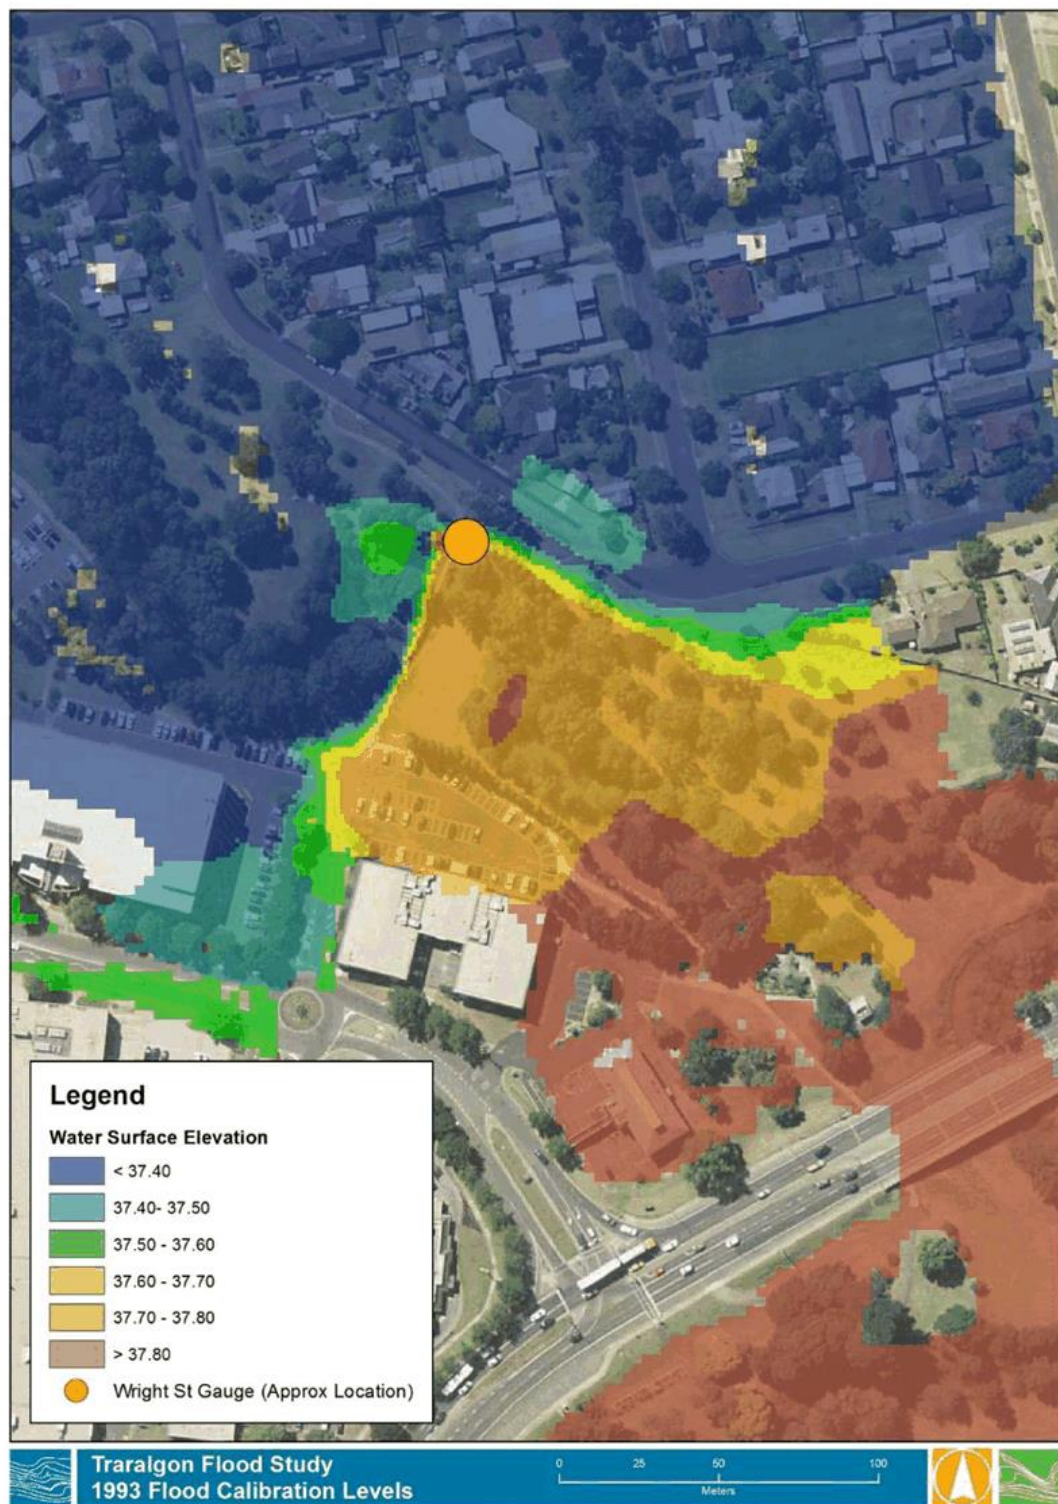 Legend
Water Surface Elevation
< 37.40
37.40- 37.50
37.50 - 37.60
37.60 - 37.70
37.70 - 37.80
> 37.80
Wright St Gauge (Approx Location)
Traralgon Flood Study
1993 Flood Calibration Levels
0 25 50 100
Meters